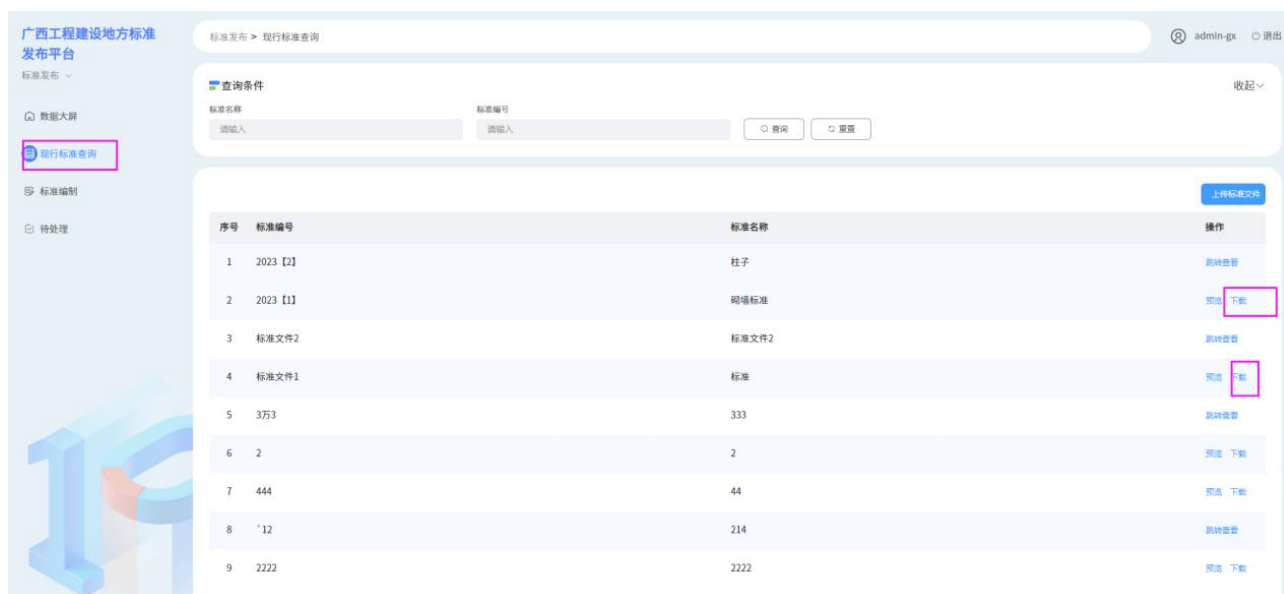 广西工程建设地方标准
发布平台
标准发布
标准发布 > 现行标准查询
admin-gx 退出
数据大屏
现行标准查询
标准编制
待处理
查询条件 收起
标准名称 标准编号
请输入 请输入 查询 重置
上传标准文件
序号 标准编号 标准名称 操作
1 2023【2】 柱子 跳转查看
2 2023【1】 砌墙标准 预览 下载
3 标准文件2 标准文件2 跳转查看
4 标准文件1 标准 预览 下载
5 3万3 333 跳转查看
6 2 2 预览 下载
7 444 44 预览 下载
8 `12 214 跳转查看
9 2222 2222 预览 下载